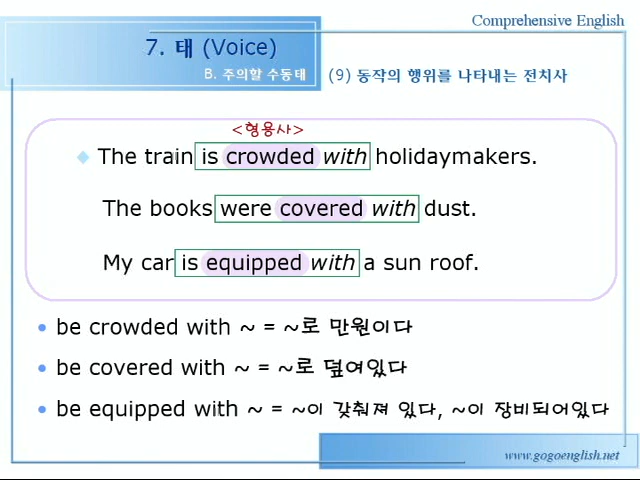 Comprehensive English
7. 태 (Voice)
B. 주의할 수동태
(9) 동작의 행위를 나타내는 전치사
<형용사>
The train is crowded with holidaymakers.
The books were covered with dust.
My car is equipped with a sun roof.
• be crowded with ~ = ~로 만원이다
• be covered with ~ = ~로 덮여있다
• be equipped with ~ = ~이 갖춰져 있다, ~이 장비되어있다
www.gogoenglish.net